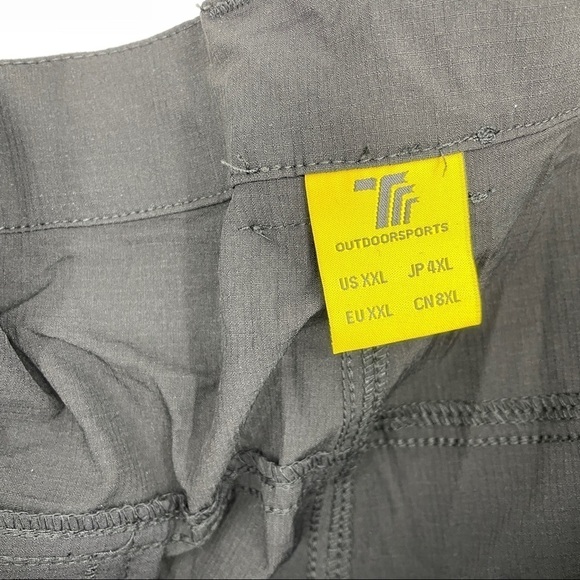 OUTDOORSPORTS
US XXL JP 4XL
EU XXL CN 8XL